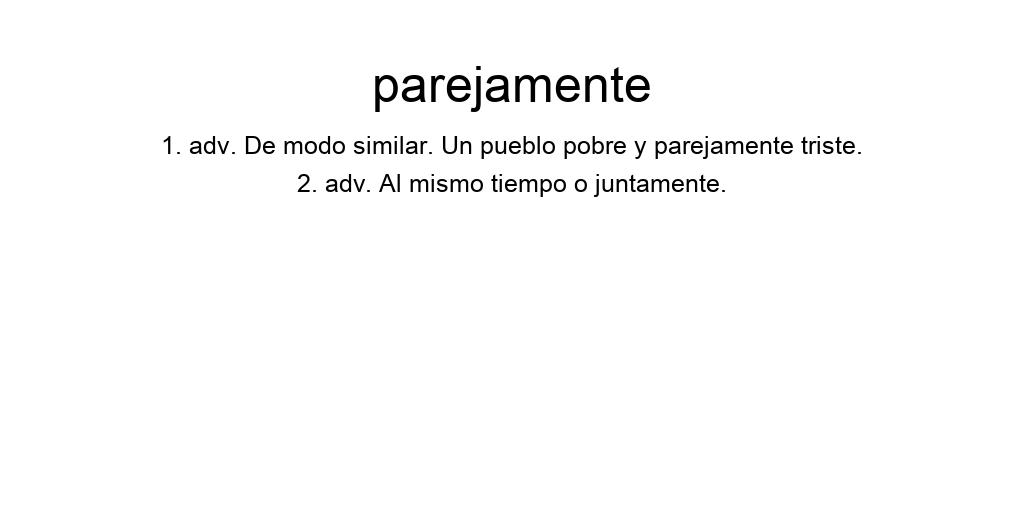 parejamente
1. adv. De modo similar. Un pueblo pobre y parejamente triste.
2. adv. Al mismo tiempo o juntamente.